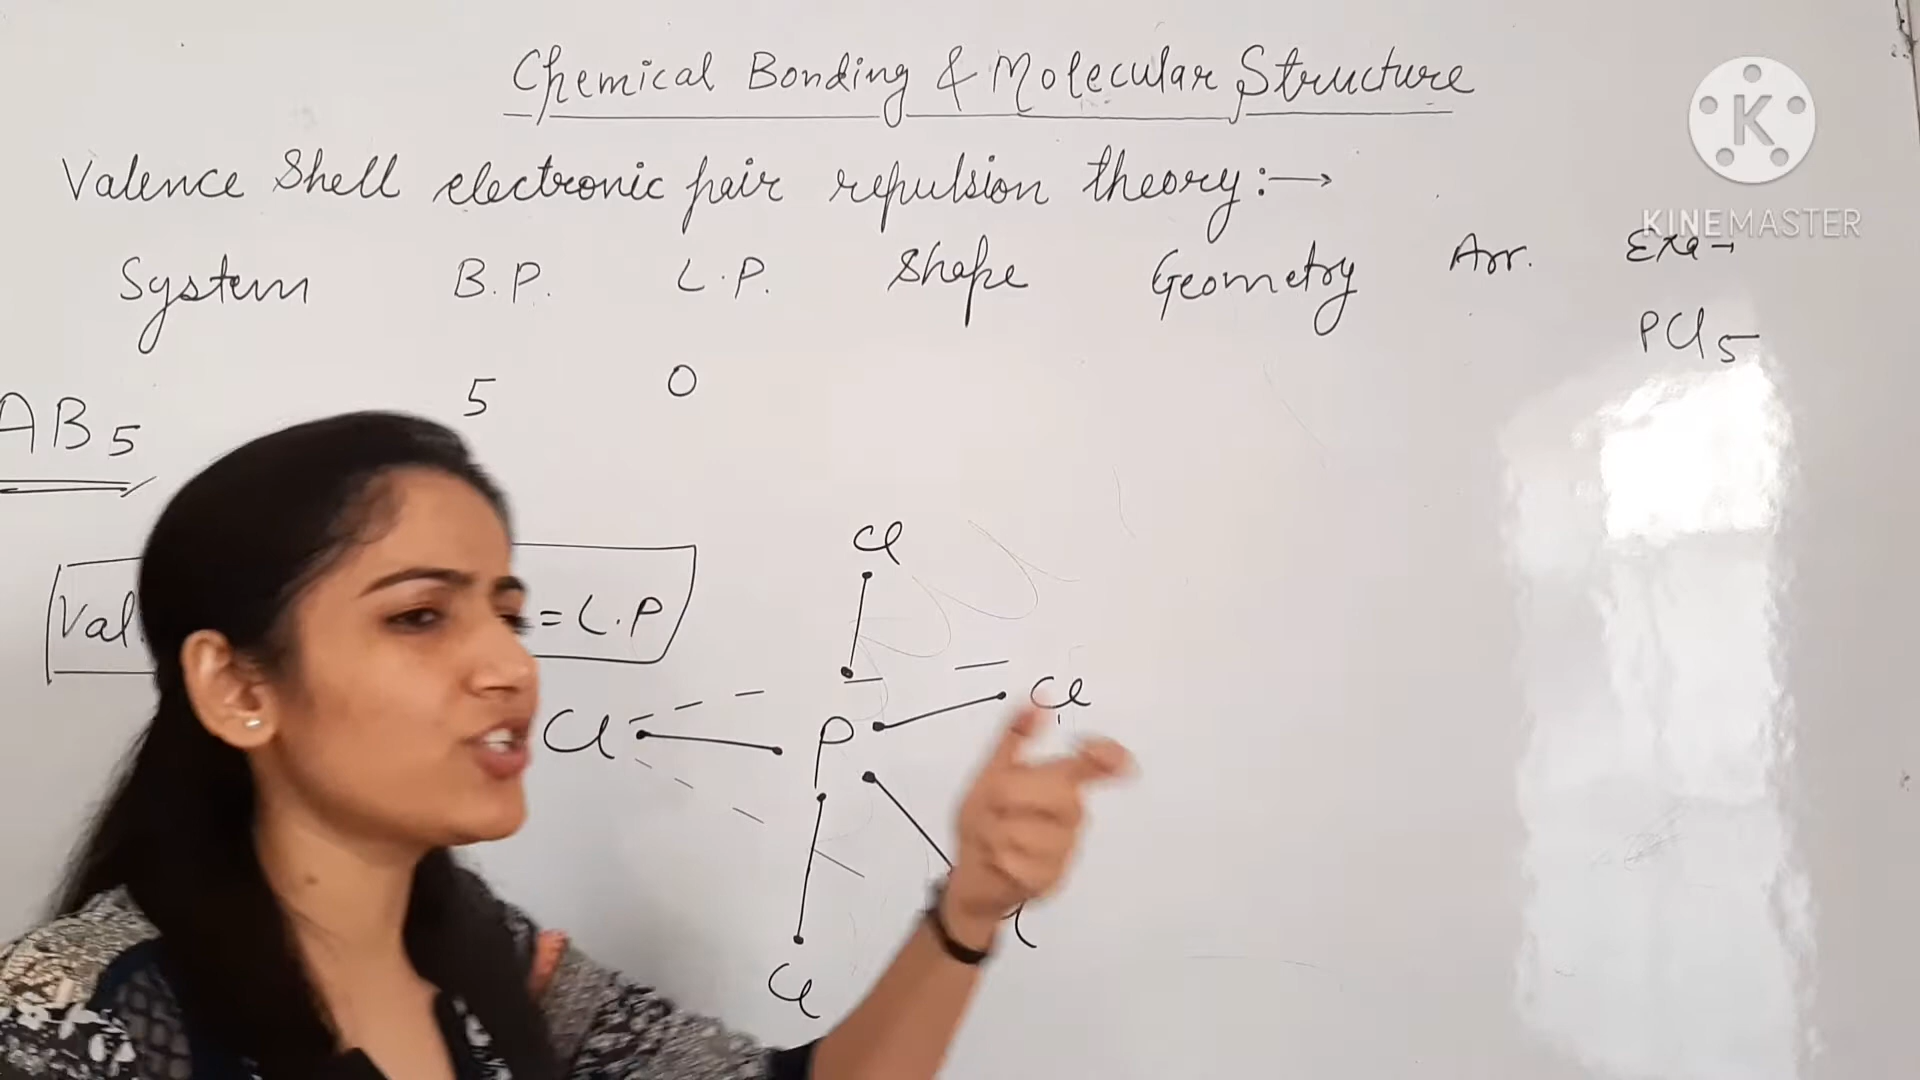 Chemical Bonding & Molecular Structure
K
KINEMASTER
Valence Shell electronic pair repulsion theory:→
System B.P. L.P. Shape Geometry Arr. Exa→
PCl5
AB5 5 0
Val. = L.P
Cl
Cl
Cl P
Cl